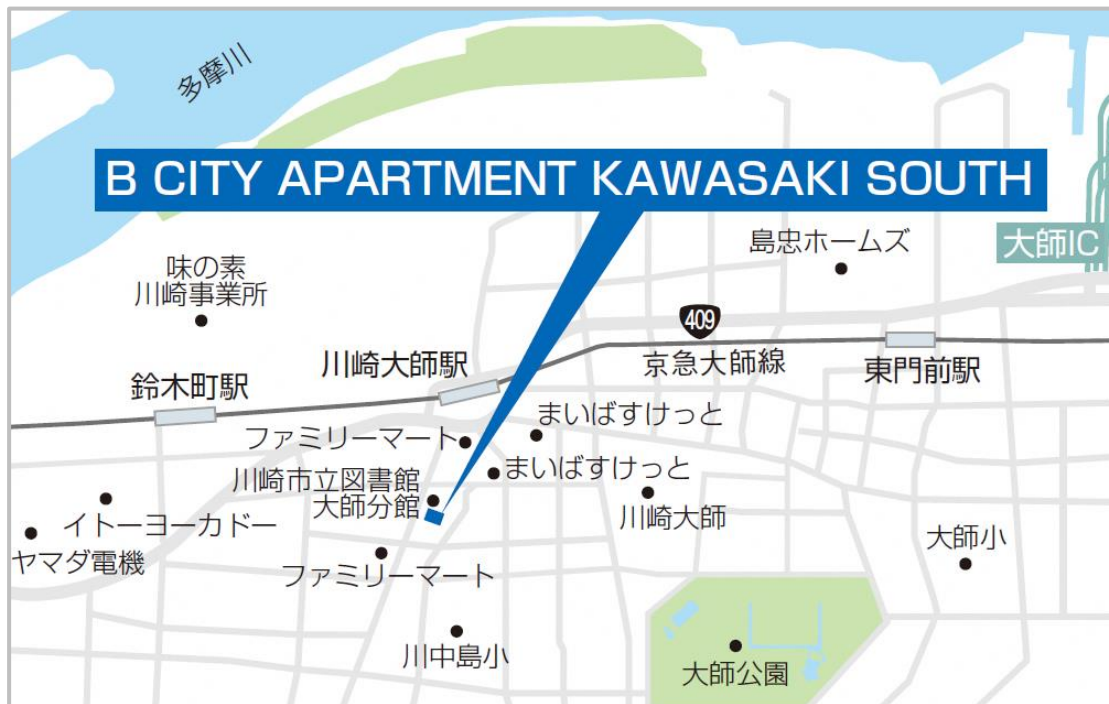 多摩川
B CITY APARTMENT KAWASAKI SOUTH
島忠ホームズ
大師IC
味の素
川崎事業所
409
川崎大師駅
京急大師線
東門前駅
鈴木町駅
まいばすけっと
ファミリーマート
まいばすけっと
川崎市立図書館
大師分館
川崎大師
イトーヨーカドー
大師小
ヤマダ電機
ファミリーマート
川中島小
大師公園